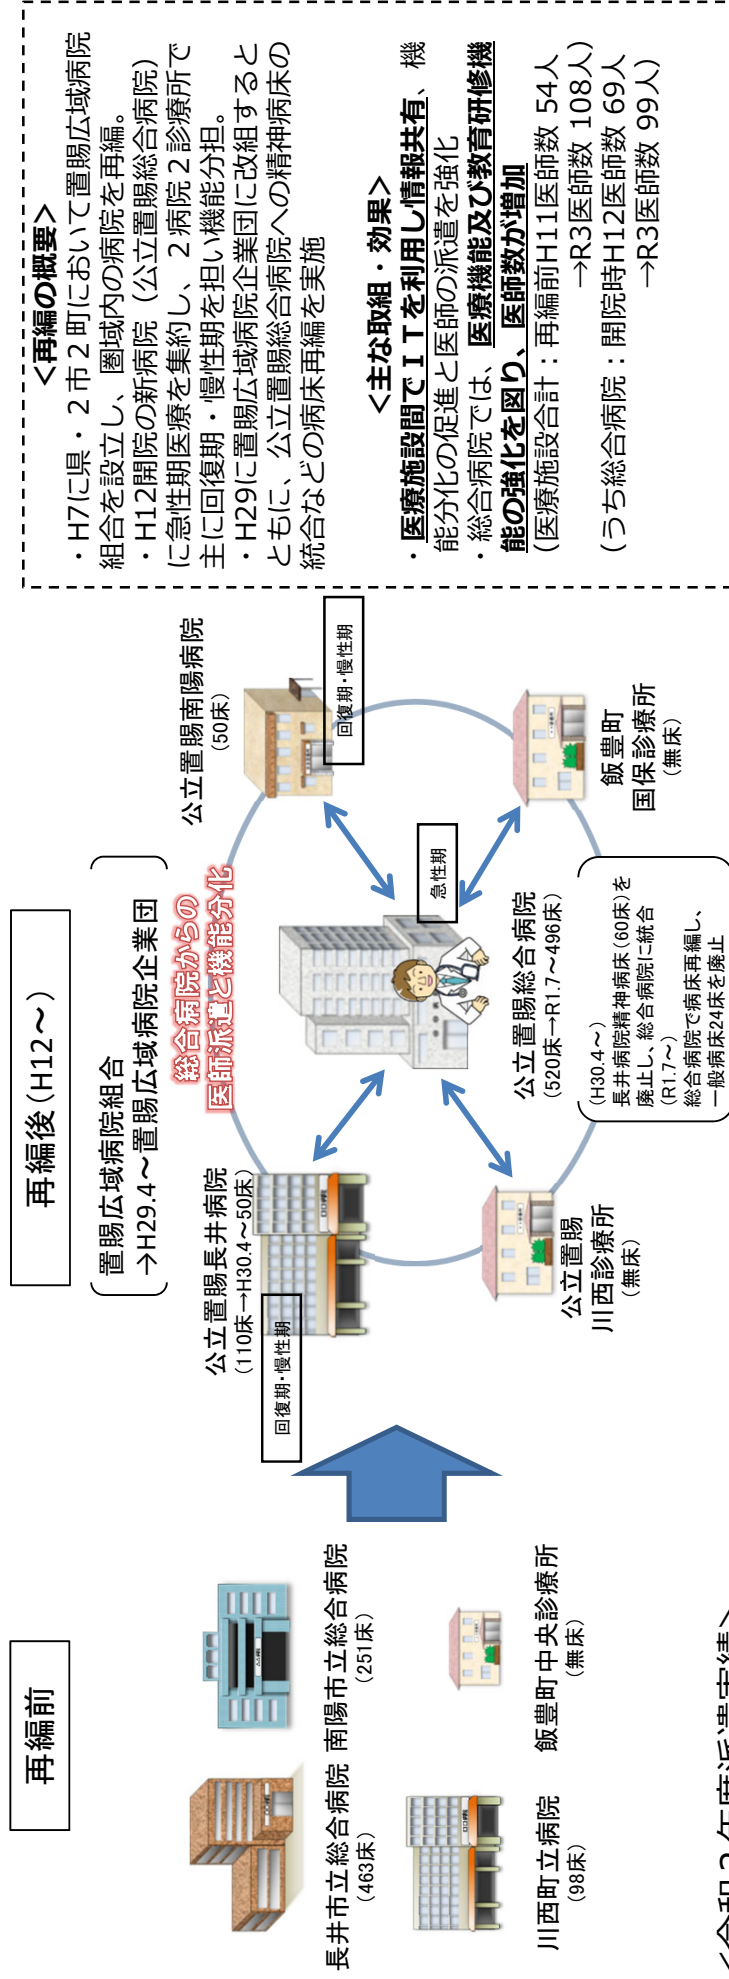 再編前
長井市立総合病院
(463床)
南陽市立総合病院
(251床)
川西町立病院
(98床)
飯豊町中央診療所
(無床)
再編後(H12～)
置賜広域病院組合
→H29.4～置賜広域病院企業団
総合病院からの
医師派遣と機能分化
公立置賜長井病院
(110床→H30.4～50床)
回復期・慢性期
公立置賜南陽病院
(50床)
回復期・慢性期
急性期
公立置賜総合病院
(520床→R1.7～496床)
(H30.4～)
長井病院精神病床(60床)を
廃止し、総合病院に統合
(R1.7～)
総合病院で病床再編し、
一般病床24床を廃止
公立置賜
川西診療所
(無床)
飯豊町
国保診療所
(無床)
＜再編の概要＞
・H7に県・２市２町において置賜広域病院
組合を設立し、圏域内の病院を再編。
・H12開院の新病院（公立置賜総合病院）
に急性期医療を集約し、２病院２診療所で
主に回復期・慢性期を担い機能分担。
・H29に置賜広域病院企業団に改組すると
ともに、公立置賜総合病院への精神病床の
統合などの病床再編を実施
＜主な取組・効果＞
・医療施設間でＩＴを利用し情報共有、機
能分化の促進と医師の派遣を強化
・総合病院では、医療機能及び教育研修機
能の強化を図り、医師数が増加
(医療施設合計：再編前H11医師数 54人
→R3医師数 108人)
(うち総合病院：開院時H12医師数 69人
→R3医師数 99人)
＜令和２年度派遣実績＞